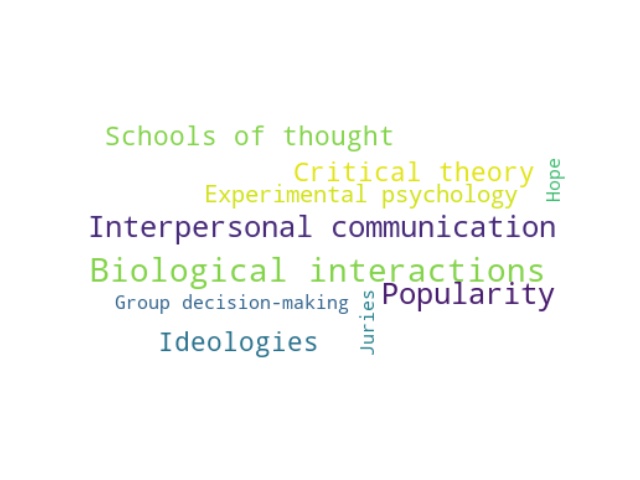 Schools of thought
Critical theory
Hope
Experimental psychology
Interpersonal communication
Biological interactions
Popularity
Group decision-making
Juries
Ideologies